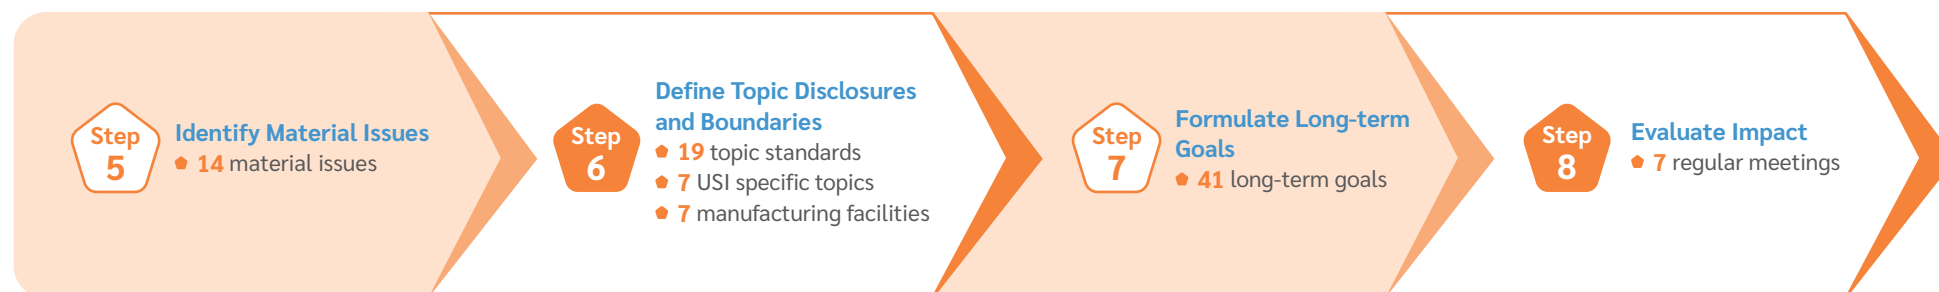 Step
5
Identify Material Issues
14 material issues
Step
6
Define Topic Disclosures
and Boundaries
19 topic standards
7 USI specific topics
7 manufacturing facilities
Step
7
Formulate Long-term
Goals
41 long-term goals
Step
8
Evaluate Impact
7 regular meetings